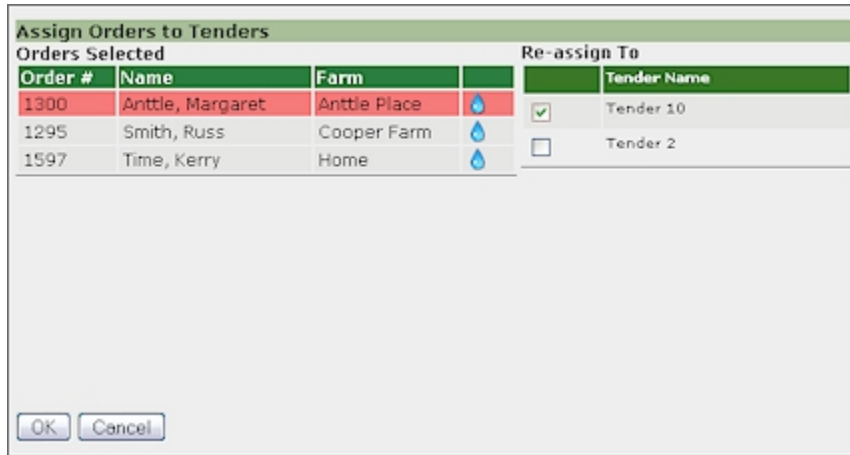 Assign Orders to Tenders
Orders Selected
Order # Name Farm
1300 Anttle, Margaret Anttle Place
1295 Smith, Russ Cooper Farm
1597 Time, Kerry Home
Re-assign To
Tender Name
Tender 10
Tender 2
OK Cancel